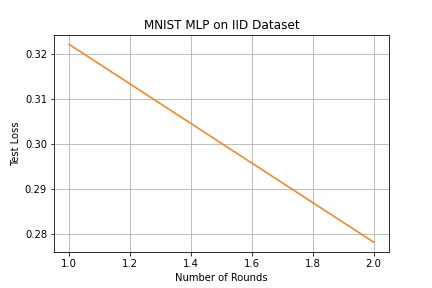 MNIST MLP on IID Dataset
0.32
0.31
0.30
0.29
0.28
Test Loss
1.0 1.2 1.4 1.6 1.8 2.0
Number of Rounds